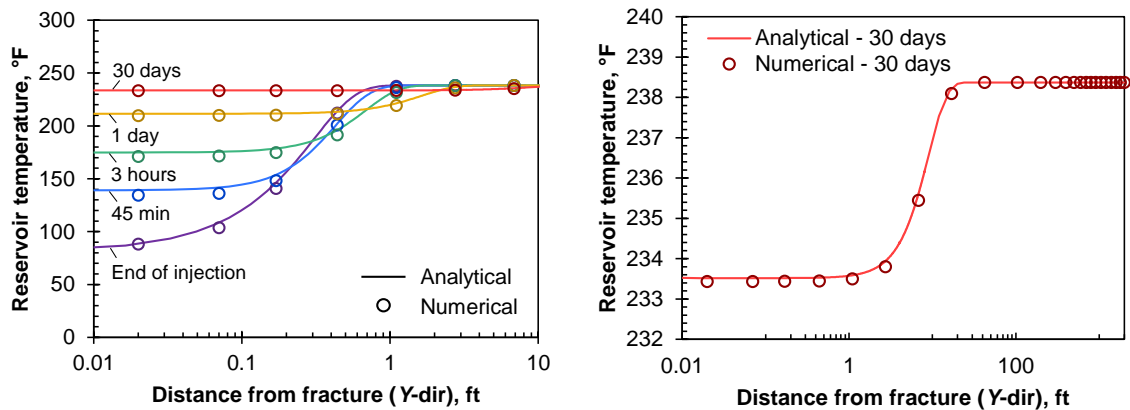 300
250
200
150
100
50
0
Reservoir temperature, °F
30 days
1 day
3 hours
45 min
End of injection
Analytical
Numerical
0.01
0.1
1
10
Distance from fracture (Y-dir), ft
240
239
238
237
236
235
234
233
232
Reservoir temperature, °F
Analytical - 30 days
Numerical - 30 days
0.01
1
100
Distance from fracture (Y-dir), ft